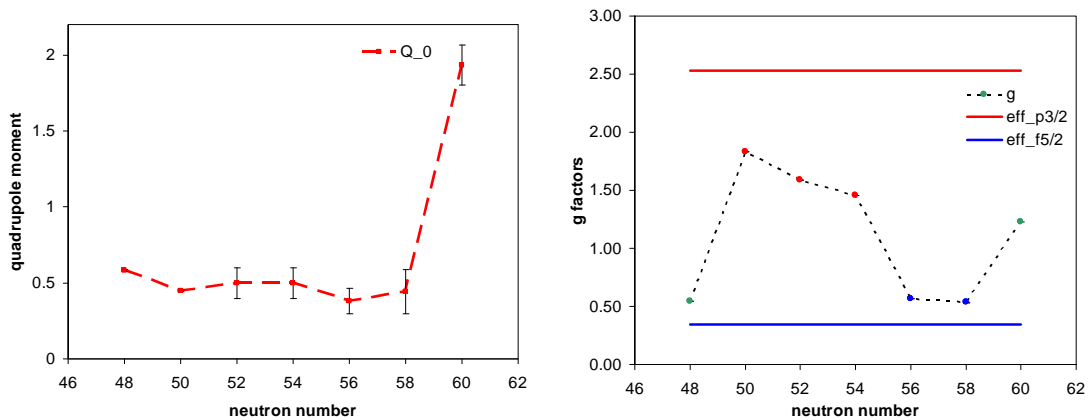 quadrupole moment
2
1.5
1
0.5
0
46 48 50 52 54 56 58 60 62
neutron number
Q_0
g factors
3.00
2.50
2.00
1.50
1.00
0.50
0.00
46 48 50 52 54 56 58 60 62
neutron number
g
eff_p3/2
eff_f5/2